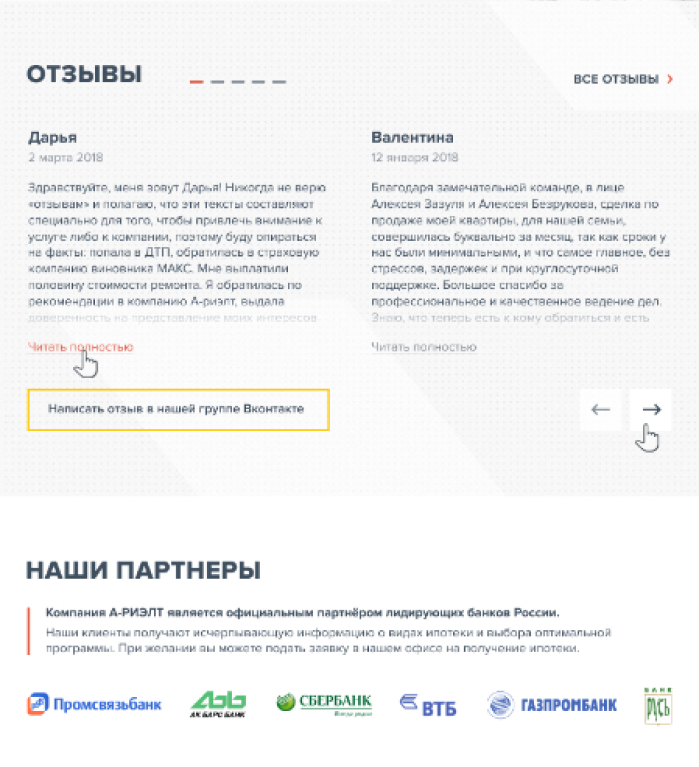 ОТЗЫВЫ
ВСЕ ОТЗЫВЫ
Дарья
2 марта 2018
Здравствуйте, меня зовут Дарья! Никогда не верю
«отзывам» и полагаю, что эти тексты составляют
специально для того, чтобы привлечь внимание к
услуге либо к компании, поэтому буду опираться
на факты: попала в ДТП, обратилась в страховую
компанию виновника МАКС. Мне выплатили
половину стоимости ремонта. Я обратилась по
рекомендации в компанию А-риэлт, выдала
доверенность на представление моих интересов
Читать полностью
Валентина
12 января 2018
Благодаря замечательной команде, в лице
Алексея Зазуля и Алексея Безрукова, сделка по
продаже моей квартиры, для нашей семьи,
совершилась буквально за месяц, так как сроки у
нас были минимальными, и что самое главное, без
стрессов, задержек и при круглосуточной
поддержке. Большое спасибо за
профессиональное и качественное ведение дел.
Знаю, что теперь есть к кому обратиться и есть
Читать полностью
Написать отзыв в нашей группе Вконтакте
НАШИ ПАРТНЕРЫ
Компания А-РИЭЛТ является официальным партнёром лидирующих банков России.
Наши клиенты получают исчерпывающую информацию о видах ипотеки и выбора оптимальной
программы. При желании вы можете подать заявку в нашем офисе на получение ипотеки.
Промсвязьбанк
АК БАРС БАНК
СБЕРБАНК
Всегда рядом
ВТБ
ГАЗПРОМБАНК
БАНК
РУСЬ